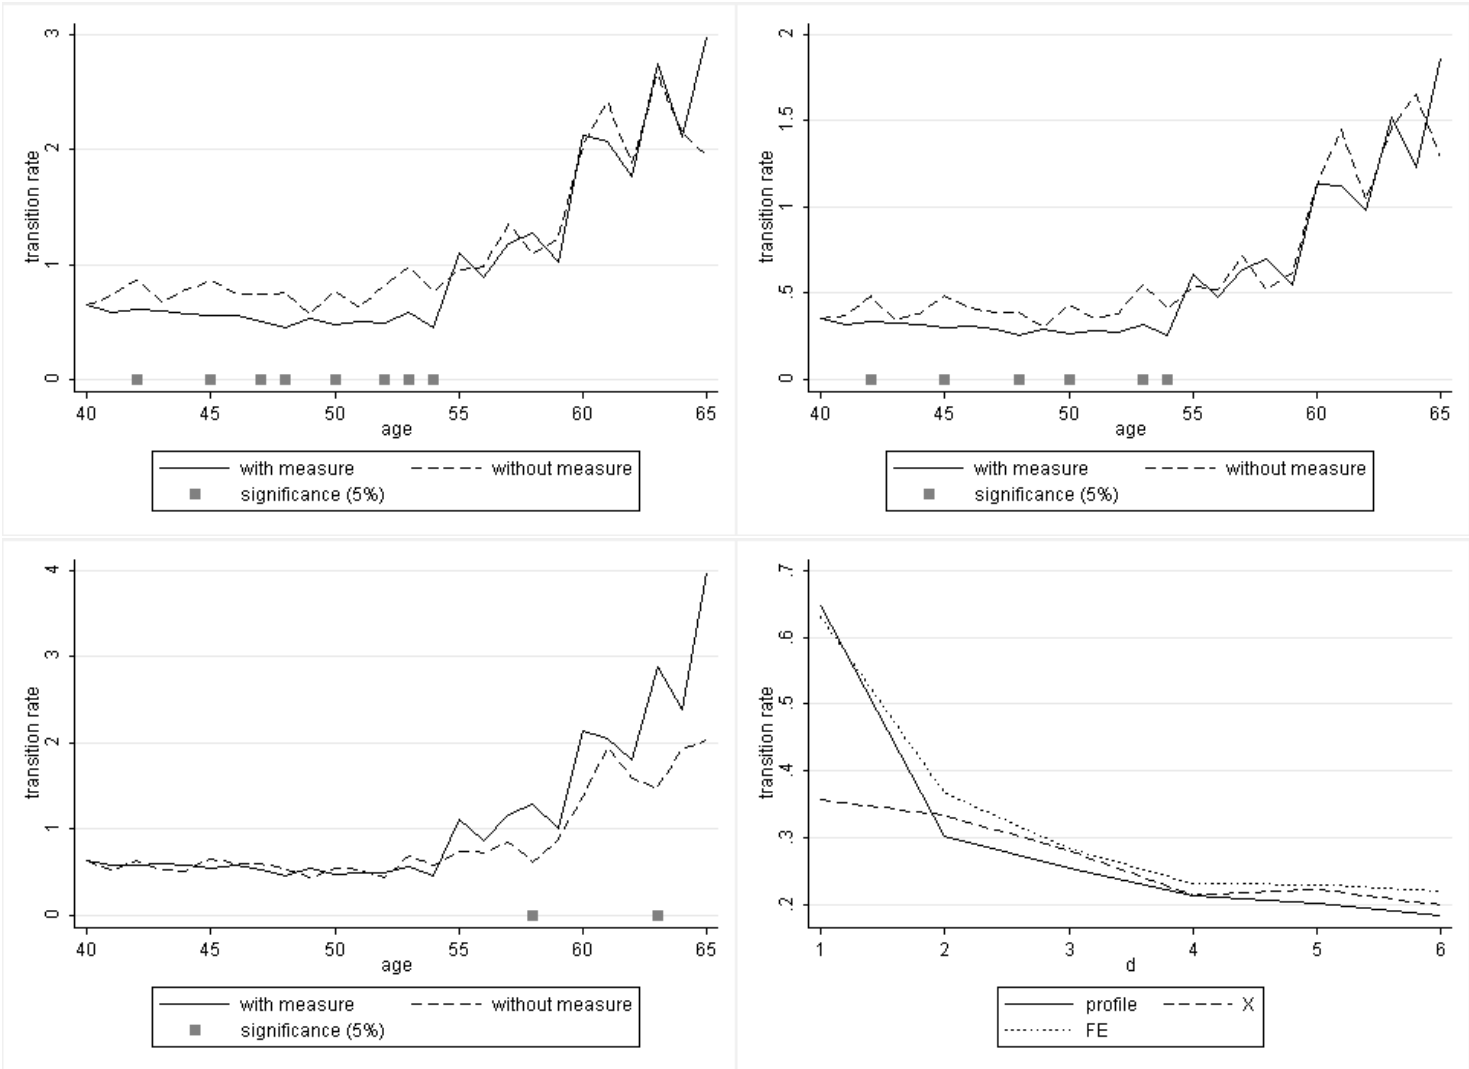 3
2
1
0
transition rate
40 45 50 55 60 65
age
with measure without measure
significance (5%)
2
1.5
1
.5
0
transition rate
40 45 50 55 60 65
age
with measure without measure
significance (5%)
4
3
2
1
0
transition rate
40 45 50 55 60 65
age
with measure without measure
significance (5%)
.7
.6
.5
.4
.3
.2
transition rate
1 2 3 4 5 6
d
profile X
FE